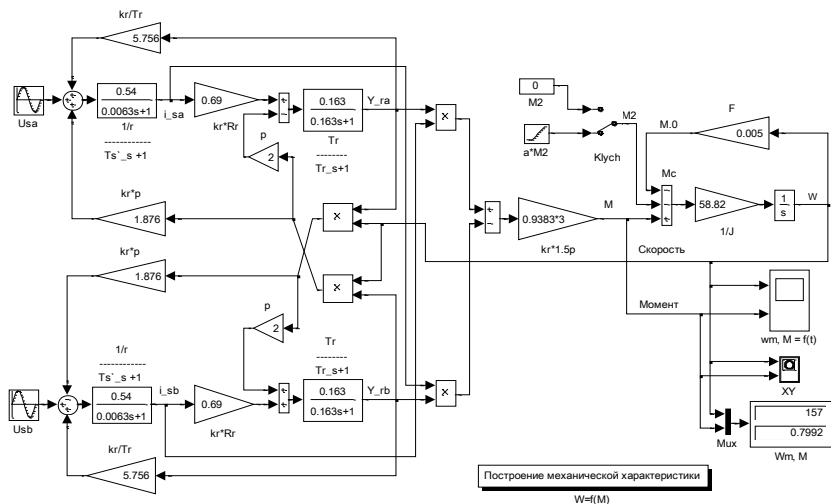 kr/Tr
5.756
Usa
0.54
0.0063s+1
1/r
------------
Ts`_s +1
i_sa
0.69
kr*Rr
p
2
0.163
0.163s+1
Tr
--------
Tr_s+1
Y_ra
×
kr*p
1.876
×
kr*p
1.876
×
p
2
0
M2
a*M2
Klych
M2
M.0
F
0.005
Mc
58.82
1/J
1
s
W
0.9383*3
kr*1.5p
M
Скорость
Момент
wm, M = f(t)
XY
Mux
157
0.7992
Wm, M
1/r
------------
Ts`_s +1
Usb
0.54
0.0063s+1
i_sb
0.69
kr*Rr
Tr
--------
Tr_s+1
0.163
0.163s+1
Y_rb
×
kr/Tr
5.756
Построение механической характеристики
W=f(M)